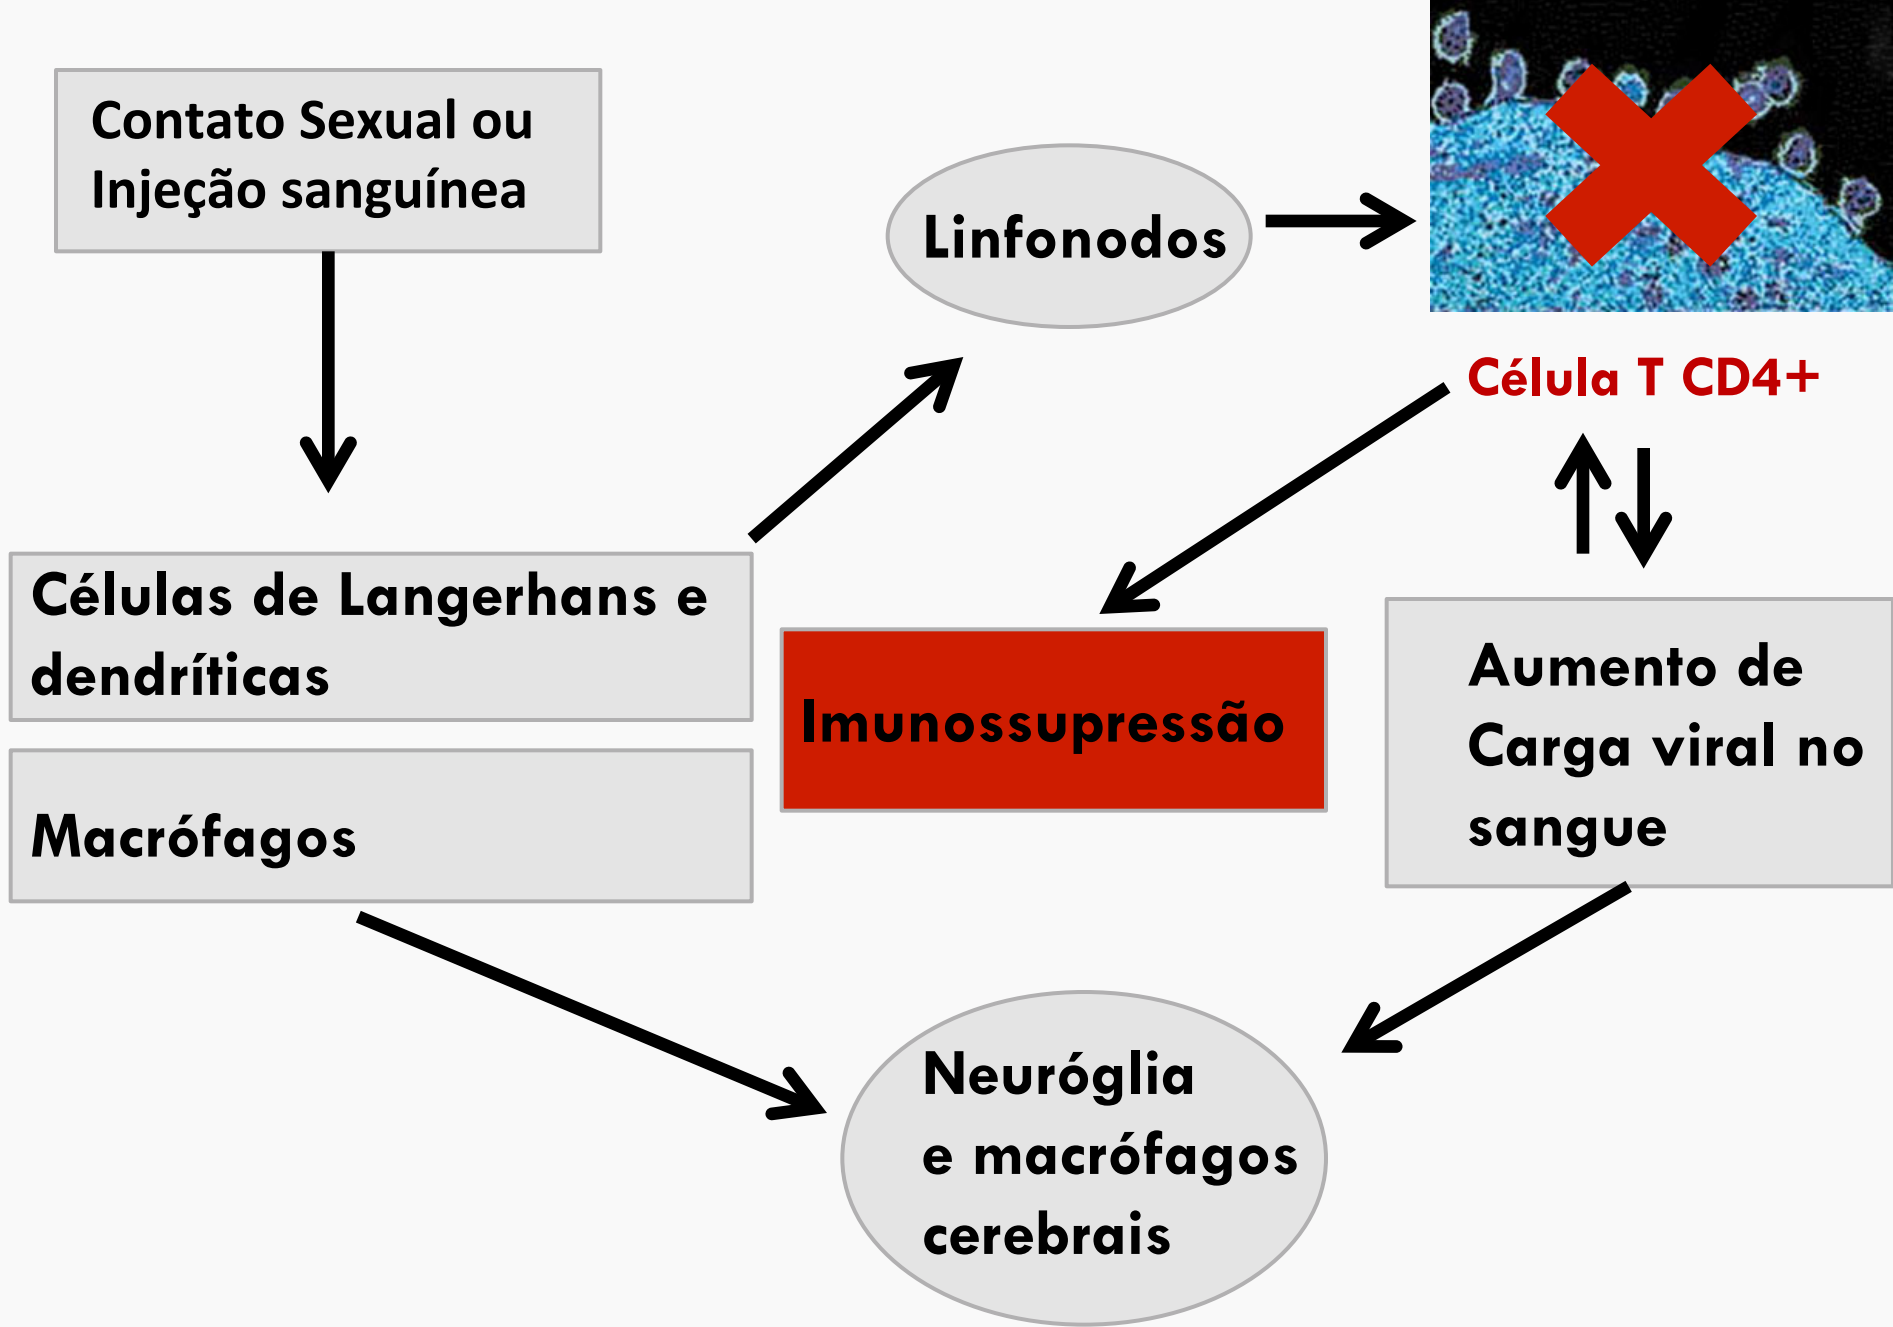 Contato Sexual ou
Injeção sanguínea
Linfonodos
Célula T CD4+
Células de Langerhans e
dendríticas
Macrófagos
Imunossupressão
Aumento de
Carga viral no
sangue
Neuróglia
e macrófagos
cerebrais